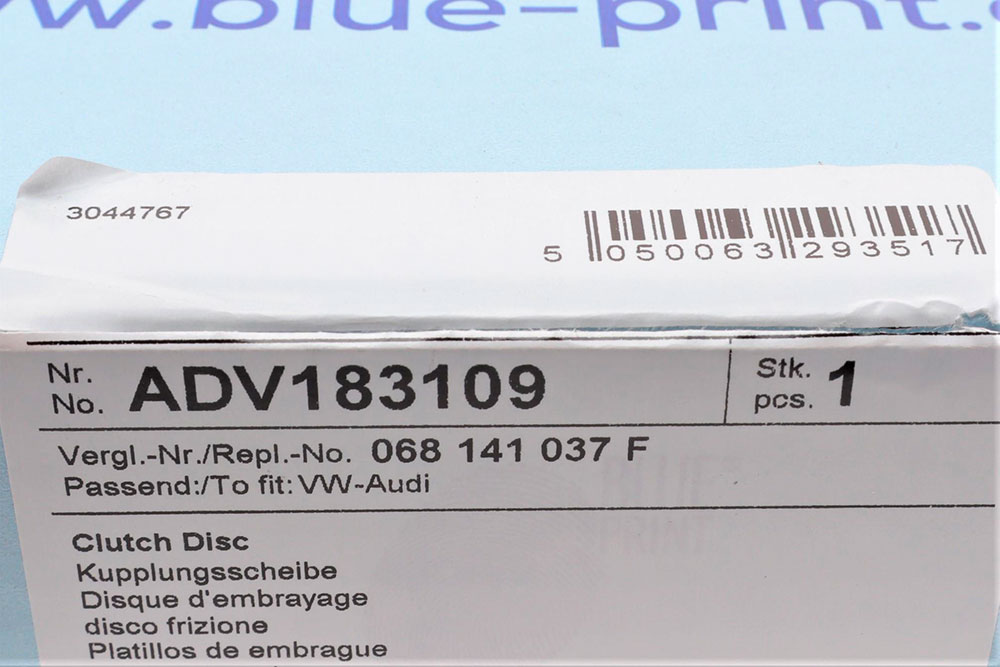 w.blue-print.
3044767
5 050063 293517
Nr.
No. ADV183109
Stk.
pcs. 1
Vergl.-Nr./Repl.-No. 068 141 037 F
Passend:/To fit: VW-Audi
Clutch Disc
Kupplungsscheibe
Disque d'embrayage
disco frizione
Platillos de embrague